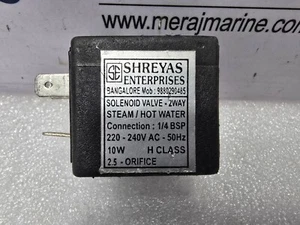 www.merajmarine.com
SHREYAS
ENTERPRISES
BANGALORE Mob : 9880290485
SOLENOID VALVE - 2WAY
STEAM / HOT WATER
Connection : 1/4 BSP
220 - 240V AC - 50Hz
10W H CLASS
2.5 - ORIFICE